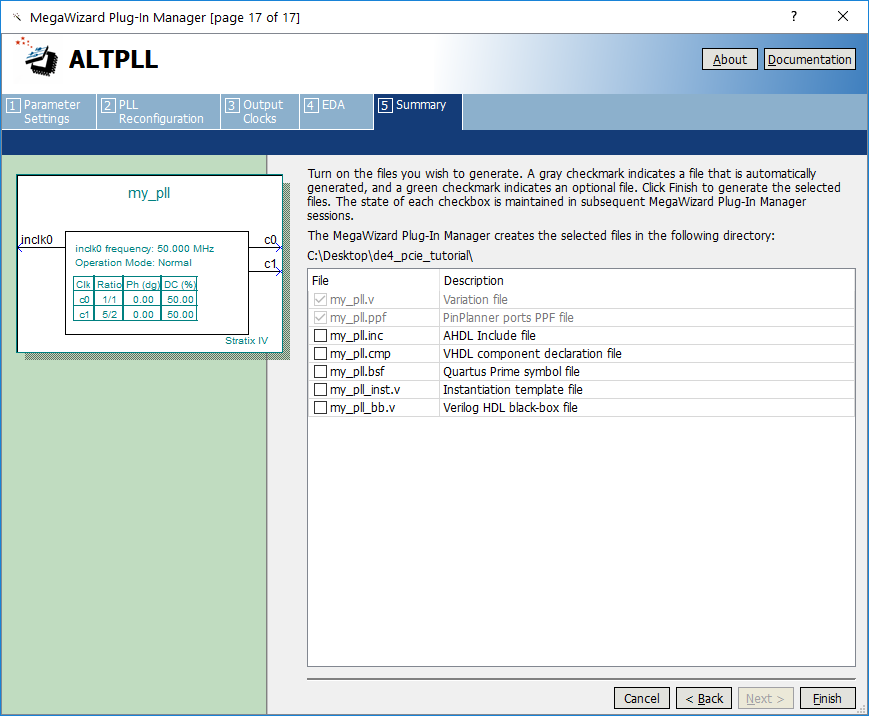 MegaWizard Plug-In Manager [page 17 of 17]
?
ALTPLL
About
Documentation
1 Parameter Settings
2 PLL Reconfiguration
3 Output Clocks
4 EDA
5 Summary
my_pll
inclk0
c0
c1
inclk0 frequency: 50.000 MHz
Operation Mode: Normal
Clk Ratio Ph (dg) DC (%)
c0 1/1 0.00 50.00
c1 5/2 0.00 50.00
Stratix IV
Turn on the files you wish to generate. A gray checkmark indicates a file that is automatically
generated, and a green checkmark indicates an optional file. Click Finish to generate the selected
files. The state of each checkbox is maintained in subsequent MegaWizard Plug-In Manager
sessions.
The MegaWizard Plug-In Manager creates the selected files in the following directory:
C:\Desktop\de4_pcie_tutorial\
File Description
my_pll.v Variation file
my_pll.ppf PinPlanner ports PPF file
my_pll.inc AHDL Include file
my_pll.cmp VHDL component declaration file
my_pll.bsf Quartus Prime symbol file
my_pll_inst.v Instantiation template file
my_pll_bb.v Verilog HDL black-box file
Cancel
< Back
Next >
Finish